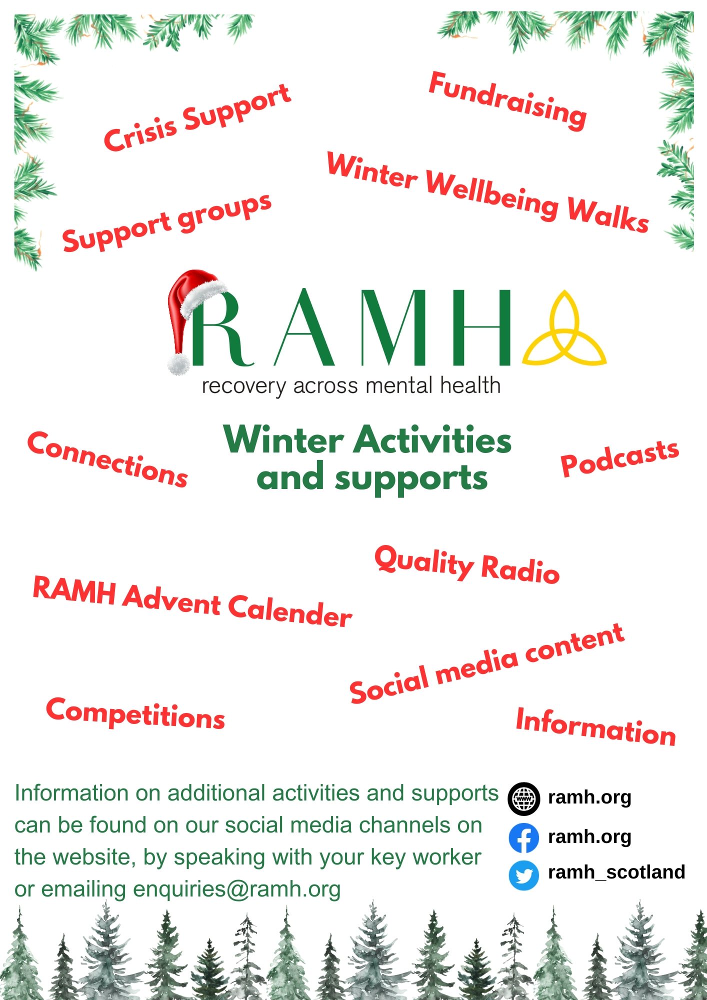 Crisis Support
Fundraising
Winter Wellbeing Walks
Support groups
RAMH
recovery across mental health
Winter Activities
and supports
Connections
Podcasts
Quality Radio
RAMH Advent Calender
Social media content
Competitions
Information
Information on additional activities and supports
can be found on our social media channels on
the website, by speaking with your key worker
or emailing enquiries@ramh.org
www
ramh.org
ramh.org
ramh_scotland